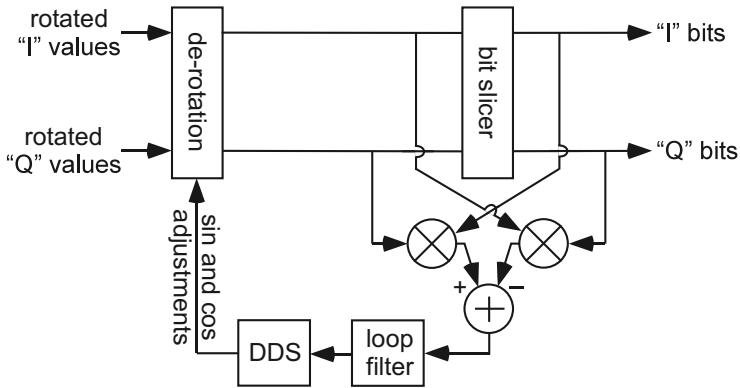 rotated
“I” values
de-rotation
bit slicer
“I” bits
rotated
“Q” values
“Q” bits
sin and cos
adjustments
+
−
DDS
loop
filter